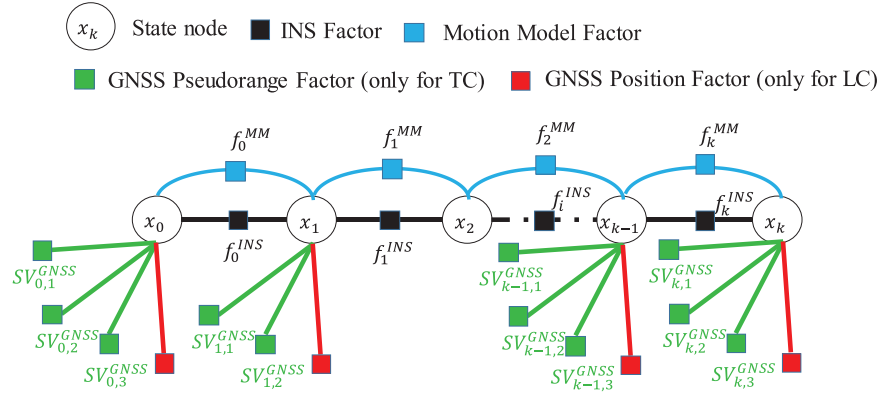 x_k State node INS Factor Motion Model Factor
GNSS Pseudorange Factor (only for TC) GNSS Position Factor (only for LC)
f_0^{MM} f_1^{MM} f_2^{MM} f_k^{MM}
x_0 x_1 x_2 f_i^{INS} x_{k-1} f_k^{INS} x_k
f_0^{INS} f_1^{INS}
SV_{0,1}^{GNSS} SV_{k-1,1}^{GNSS} SV_{k,1}^{GNSS}
SV_{0,2}^{GNSS} SV_{1,1}^{GNSS} SV_{k-1,2}^{GNSS} SV_{k,2}^{GNSS}
SV_{0,3}^{GNSS} SV_{1,2}^{GNSS} SV_{k-1,3}^{GNSS} SV_{k,3}^{GNSS}